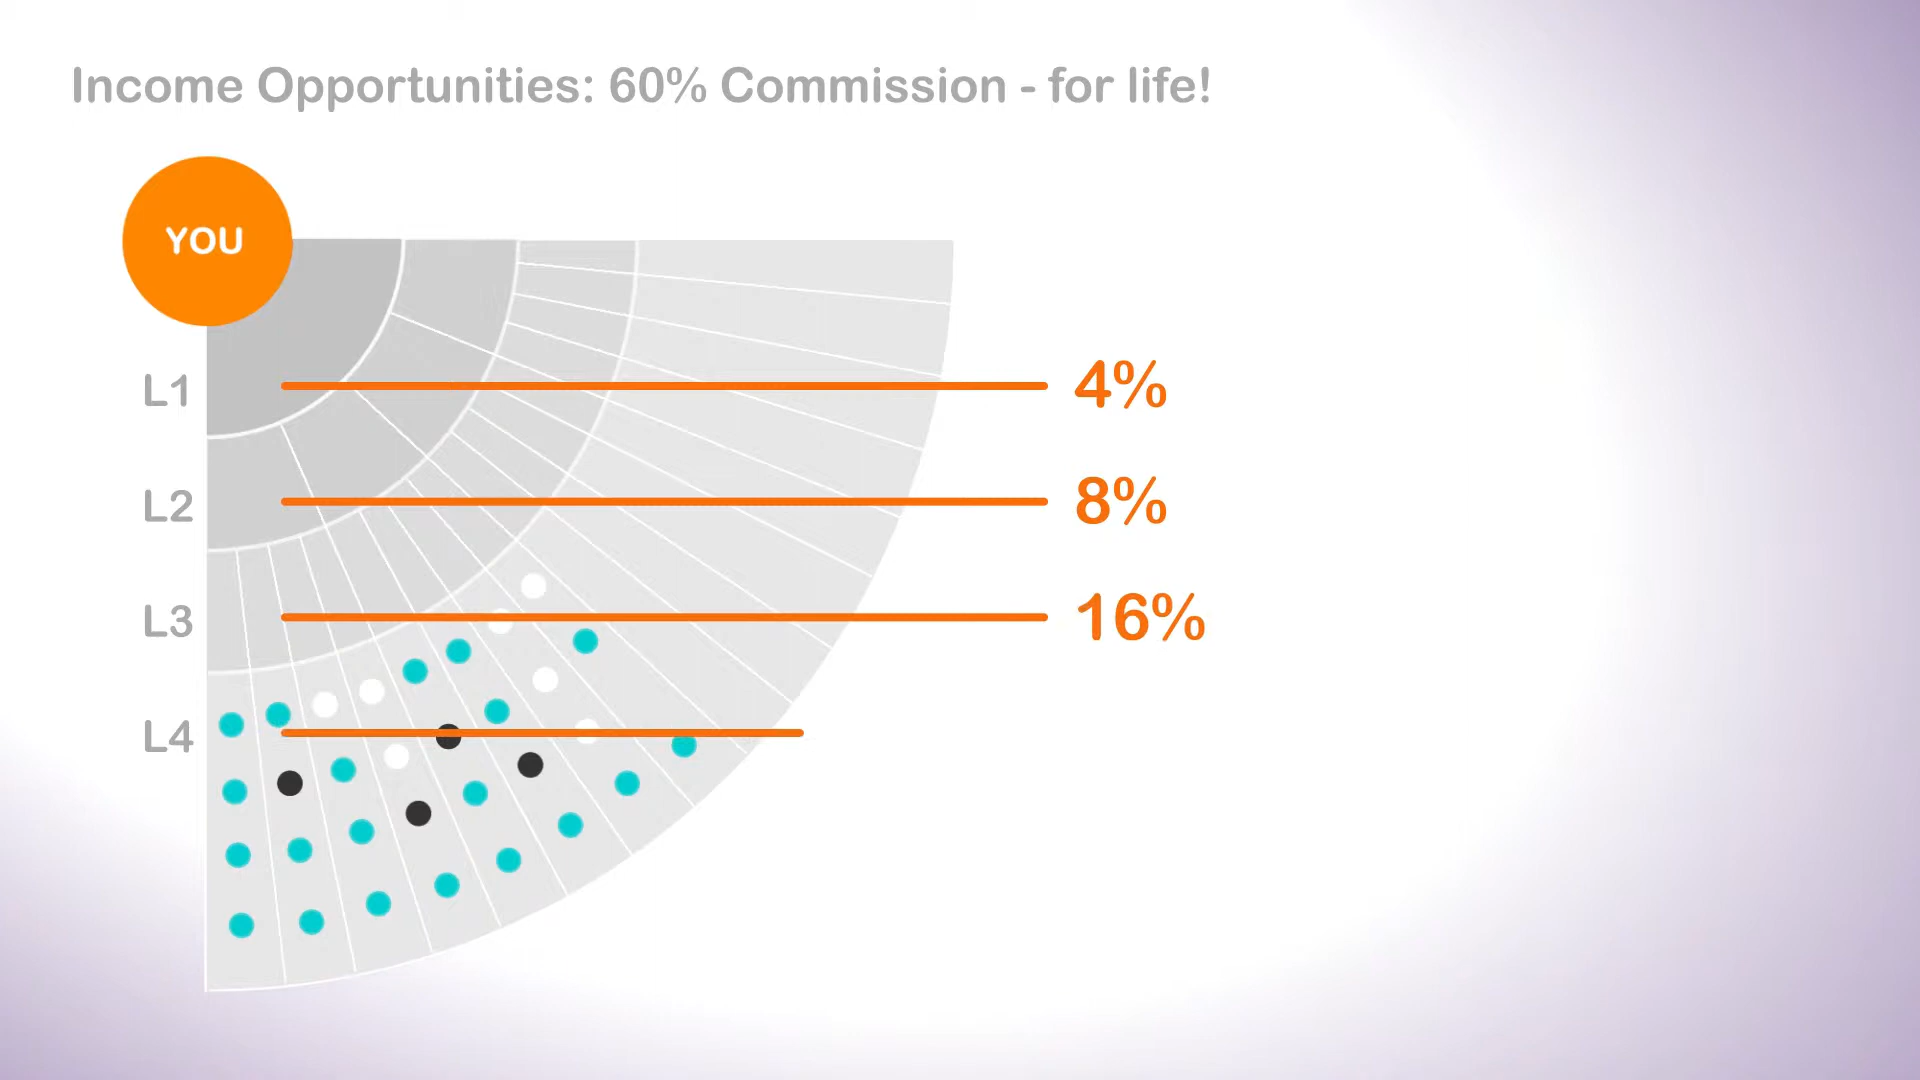 Income Opportunities: 60% Commission - for life!
YOU
L1 4%
L2 8%
L3 16%
L4